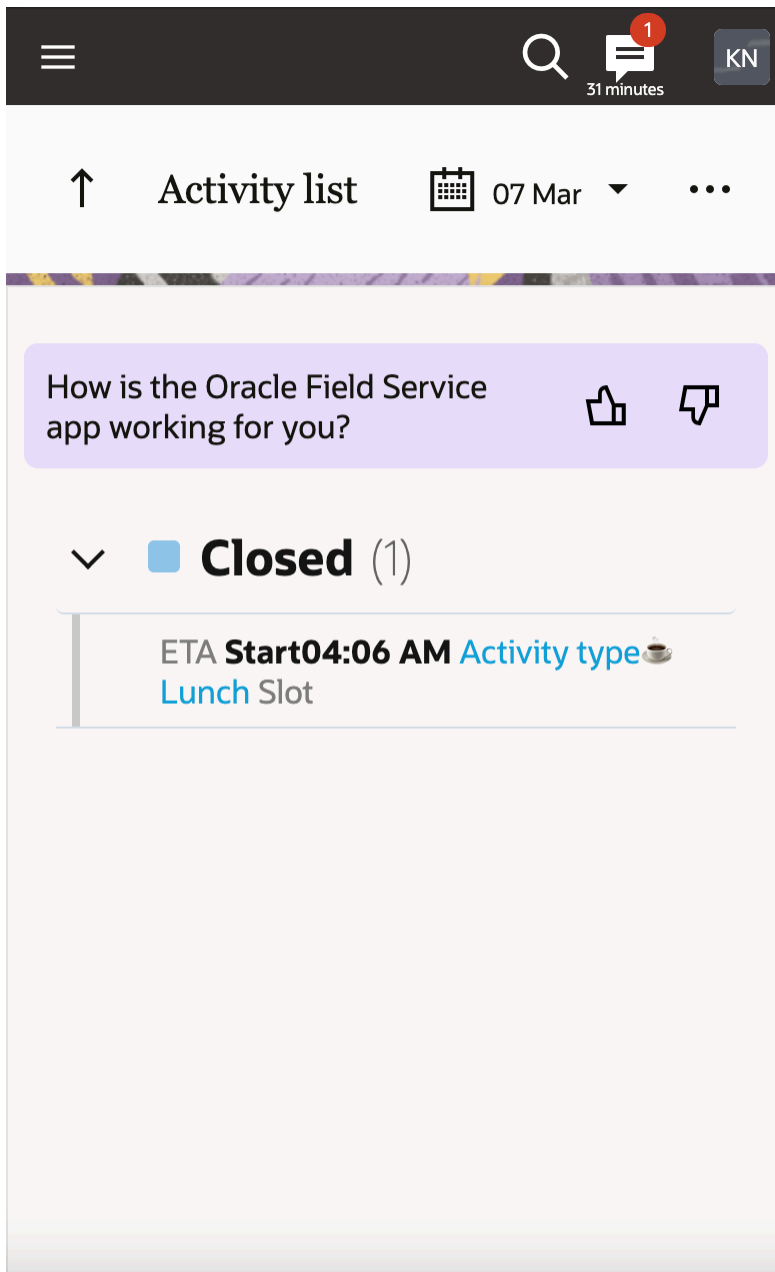 1
KN
31 minutes
Activity list
07 Mar
How is the Oracle Field Service
app working for you?
Closed (1)
ETA Start04:06 AM Activity type☕
Lunch Slot